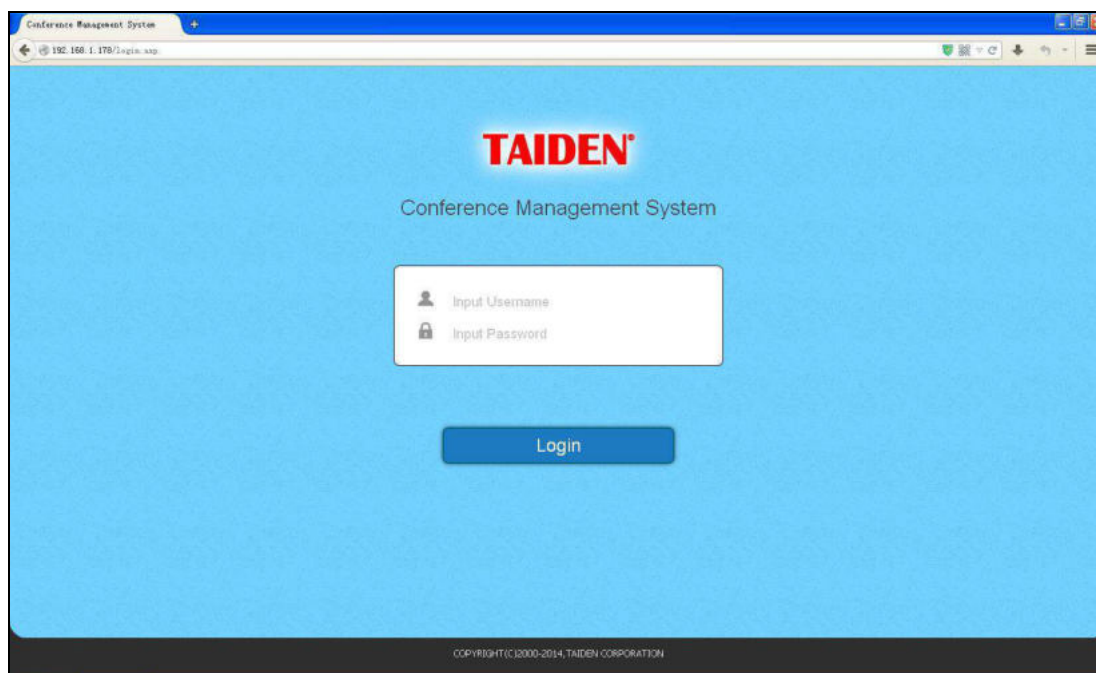 Conference Management System
192.168.1.178/login.asp
TAIDEN®
Conference Management System
Input Username
Input Password
Login
COPYRIGHT(C)2000-2014,TAIDEN CORPORATION